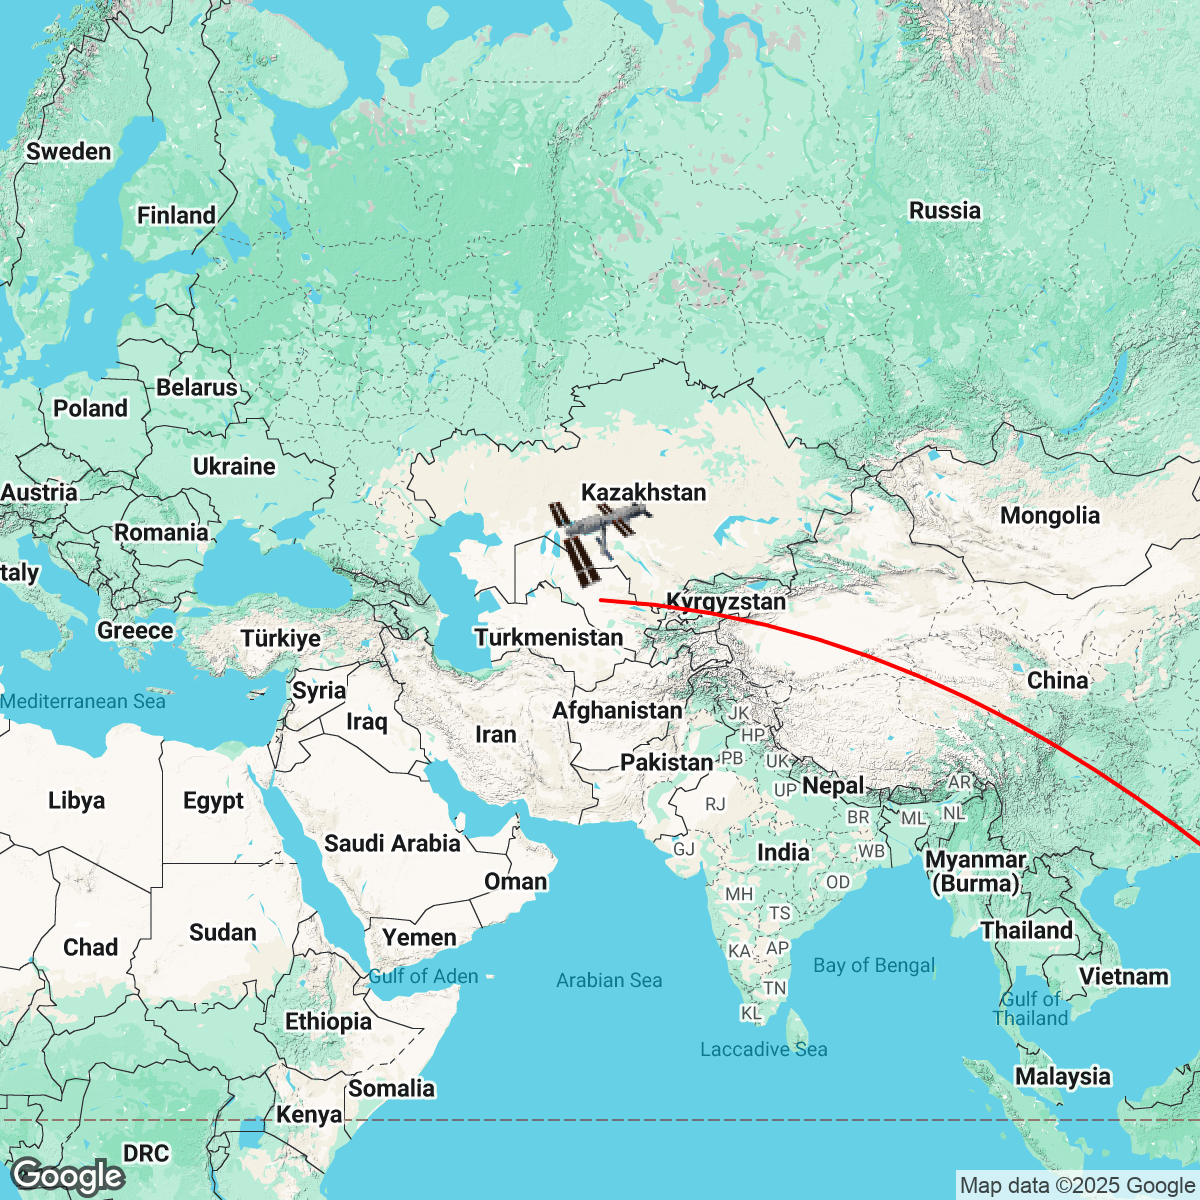 Sweden
Finland
Russia
Belarus
Poland
Ukraine
Austria
Kazakhstan
Mongolia
Romania
Italy
Kyrgyzstan
Greece
Türkiye
Turkmenistan
China
Syria
Mediterranean Sea
Iraq
Afghanistan
JK
Iran
HP
Pakistan
PB
UK
AR
Nepal
UP
Libya
Egypt
RJ
NL
BR
ML
Saudi Arabia
GJ
India
WB
Myanmar
(Burma)
Oman
OD
MH
TS
Sudan
Yemen
Thailand
Chad
KA
AP
Bay of Bengal
Gulf of Aden
Arabian Sea
Vietnam
TN
Gulf of
Thailand
KL
Ethiopia
Laccadive Sea
Malaysia
Somalia
Kenya
DRC
Google
Map data ©2025 Google